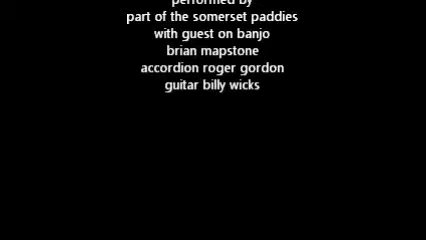 performed by
part of the somerset paddies
with guest on banjo
brian mapstone
accordion roger gordon
guitar billy wicks